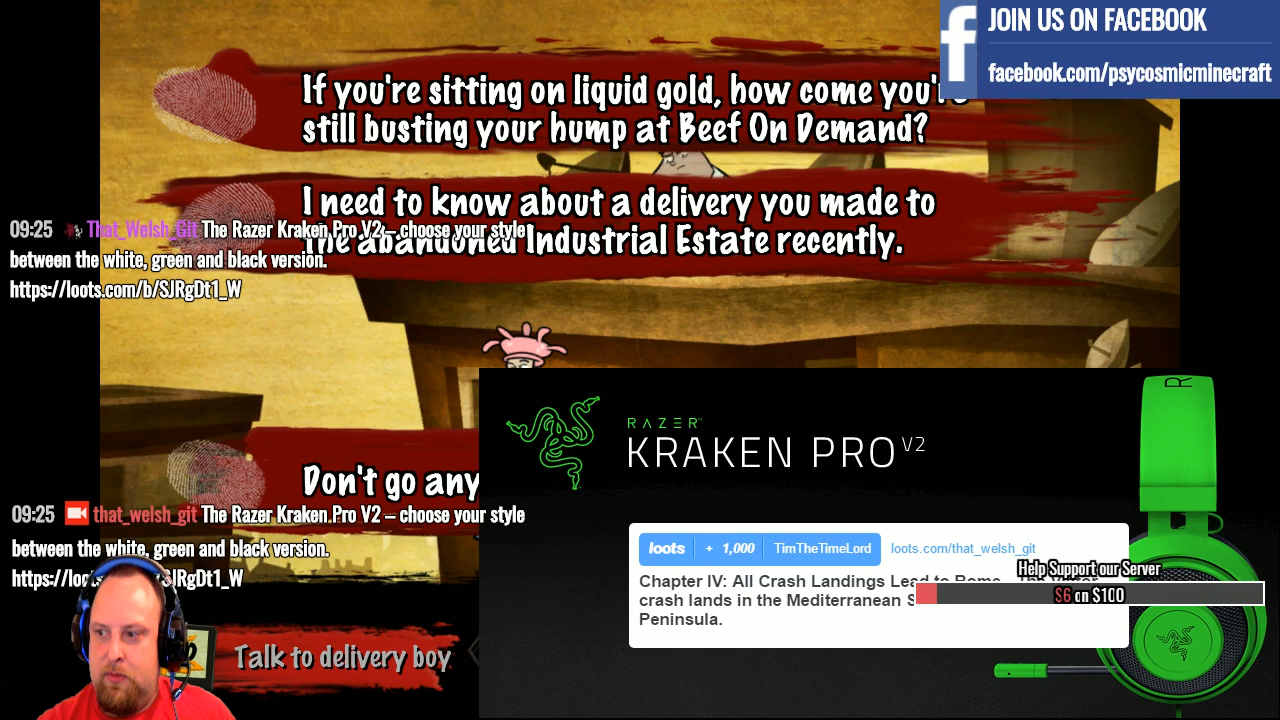 JOIN US ON FACEBOOK
facebook.com/psycosmicminecraft
If you're sitting on liquid gold, how come you're
still busting your hump at Beef On Demand?
I need to know about a delivery you made to
the abandoned Industrial Estate recently.
09:25 That_Welsh_Git The Razer Kraken Pro V2 – choose your style
between the white, green and black version.
https://loots.com/b/SJRgDt1_W
RAZER
KRAKEN PRO V2
Don't go any
09:25 that_welsh_git The Razer Kraken Pro V2 – choose your style
between the white, green and black version.
https://loots.com/b/SJRgDt1_W
loots + 1,000 TimTheTimeLord loots.com/that_welsh_git
Chapter IV: All Crash Landings Lead to Rome
crash lands in the Mediterranean
Peninsula.
Help Support our Server
$6 on $100
Talk to delivery boy